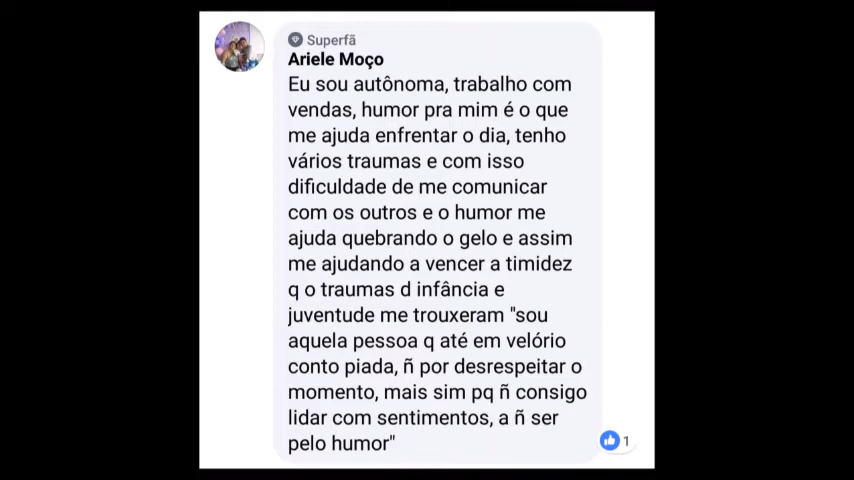 Superfã
Ariele Moço
Eu sou autônoma, trabalho com
vendas, humor pra mim é o que
me ajuda enfrentar o dia, tenho
vários traumas e com isso
dificuldade de me comunicar
com os outros e o humor me
ajuda quebrando o gelo e assim
me ajudando a vencer a timidez
q o traumas d infância e
juventude me trouxeram "sou
aquela pessoa q até em velório
conto piada, ñ por desrespeitar o
momento, mais sim pq ñ consigo
lidar com sentimentos, a ñ ser
pelo humor"
1